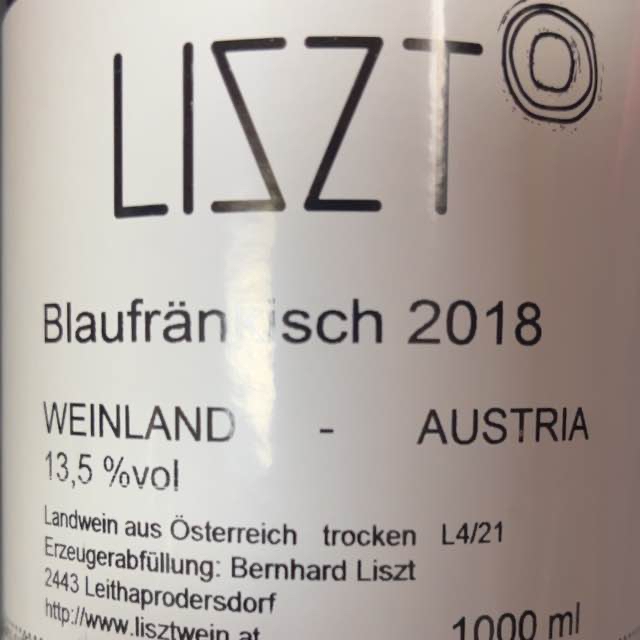 LISZT
Blaufränkisch 2018
WEINLAND - AUSTRIA
13,5 %vol
Landwein aus Österreich trocken L4/21
Erzeugerabfüllung: Bernhard Liszt
2443 Leithaprodersdorf
http://www.lisztwein.at
1000 ml